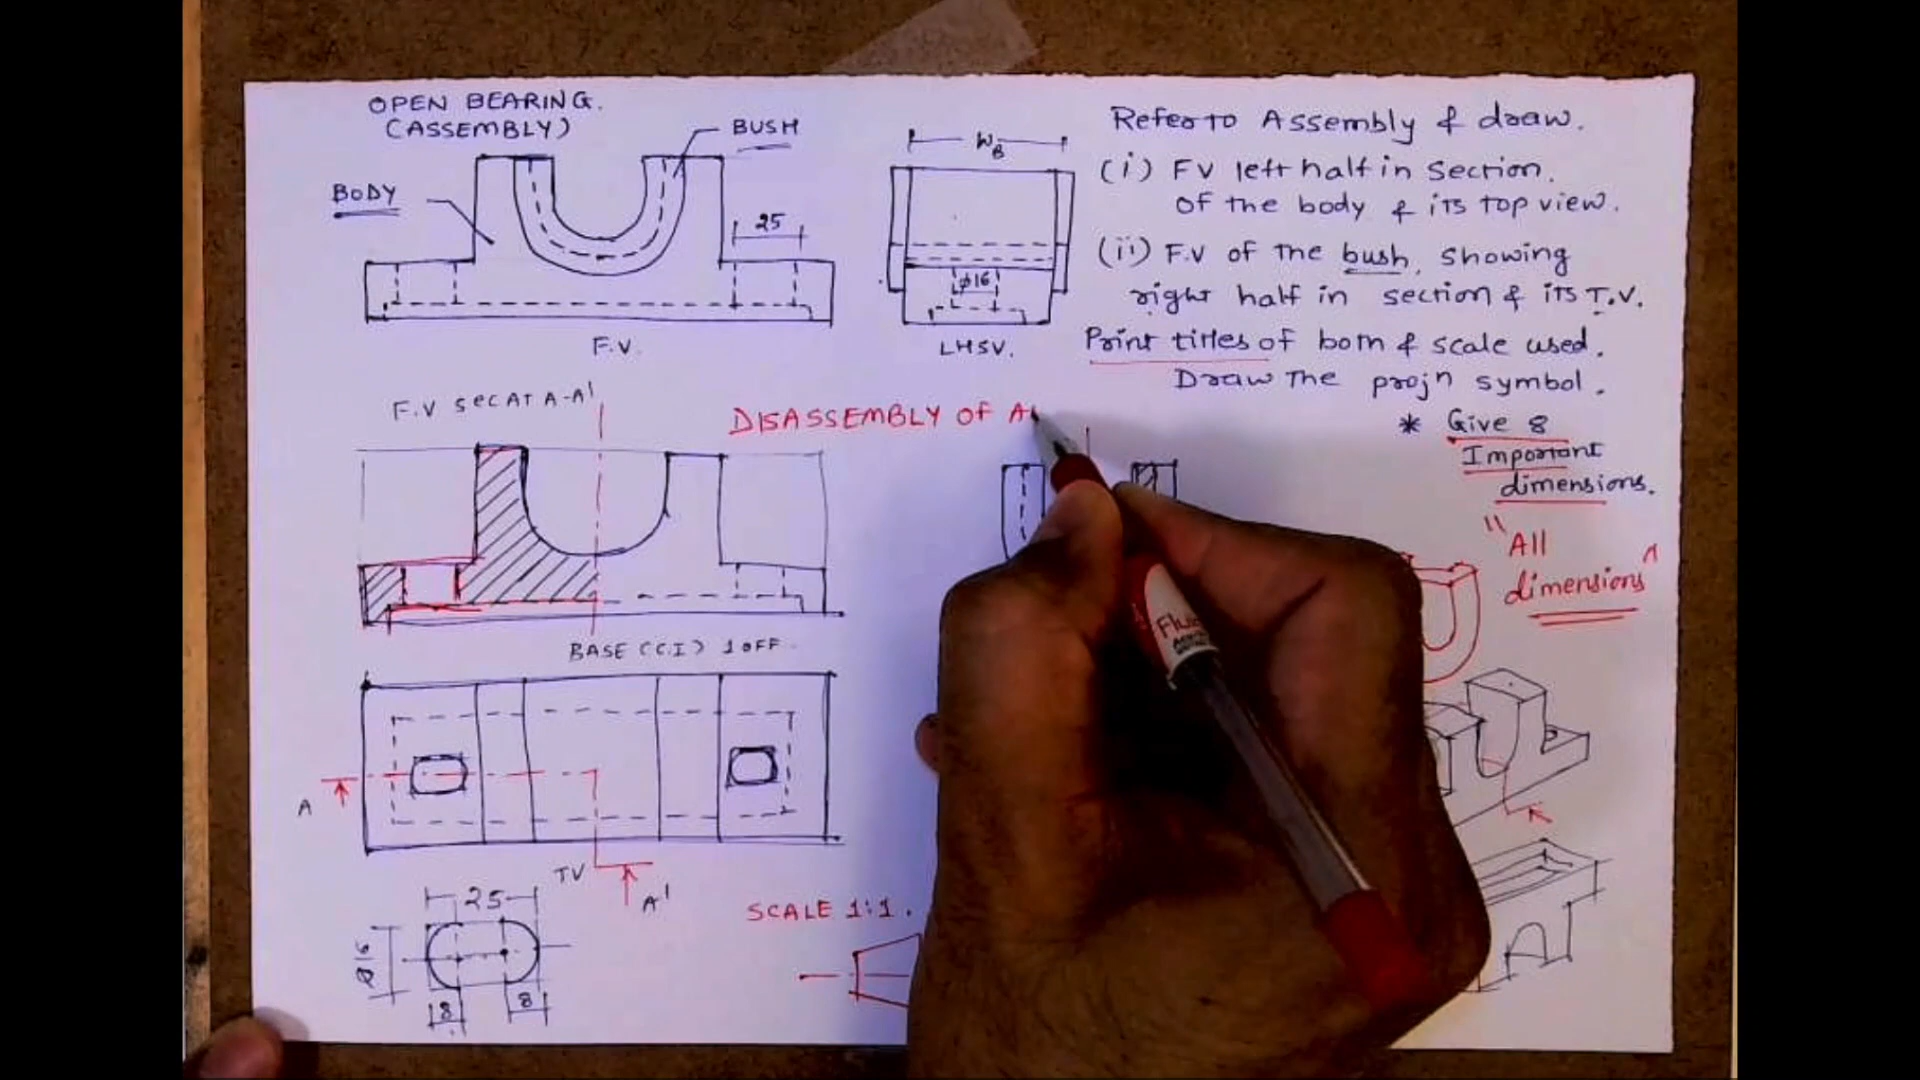 OPEN BEARING.
(ASSEMBLY)
BUSH
BODY
25
F.V.
WB
φ16
LHSV.
Refer to Assembly & draw.
(i) FV left half in Section.
of the body & its top view.
(ii) F.V of the bush, showing
right half in section & its T.V.
Print titles of both & scale used.
Draw The projn symbol.
* Give 8
Important
dimensions.
"All
dimensions"
F.V SEC AT A-A'
DISASSEMBLY OF A
BASE (C.I) 1 OFF.
A
TV
A'
25
φ16
8
8
SCALE 1:1.